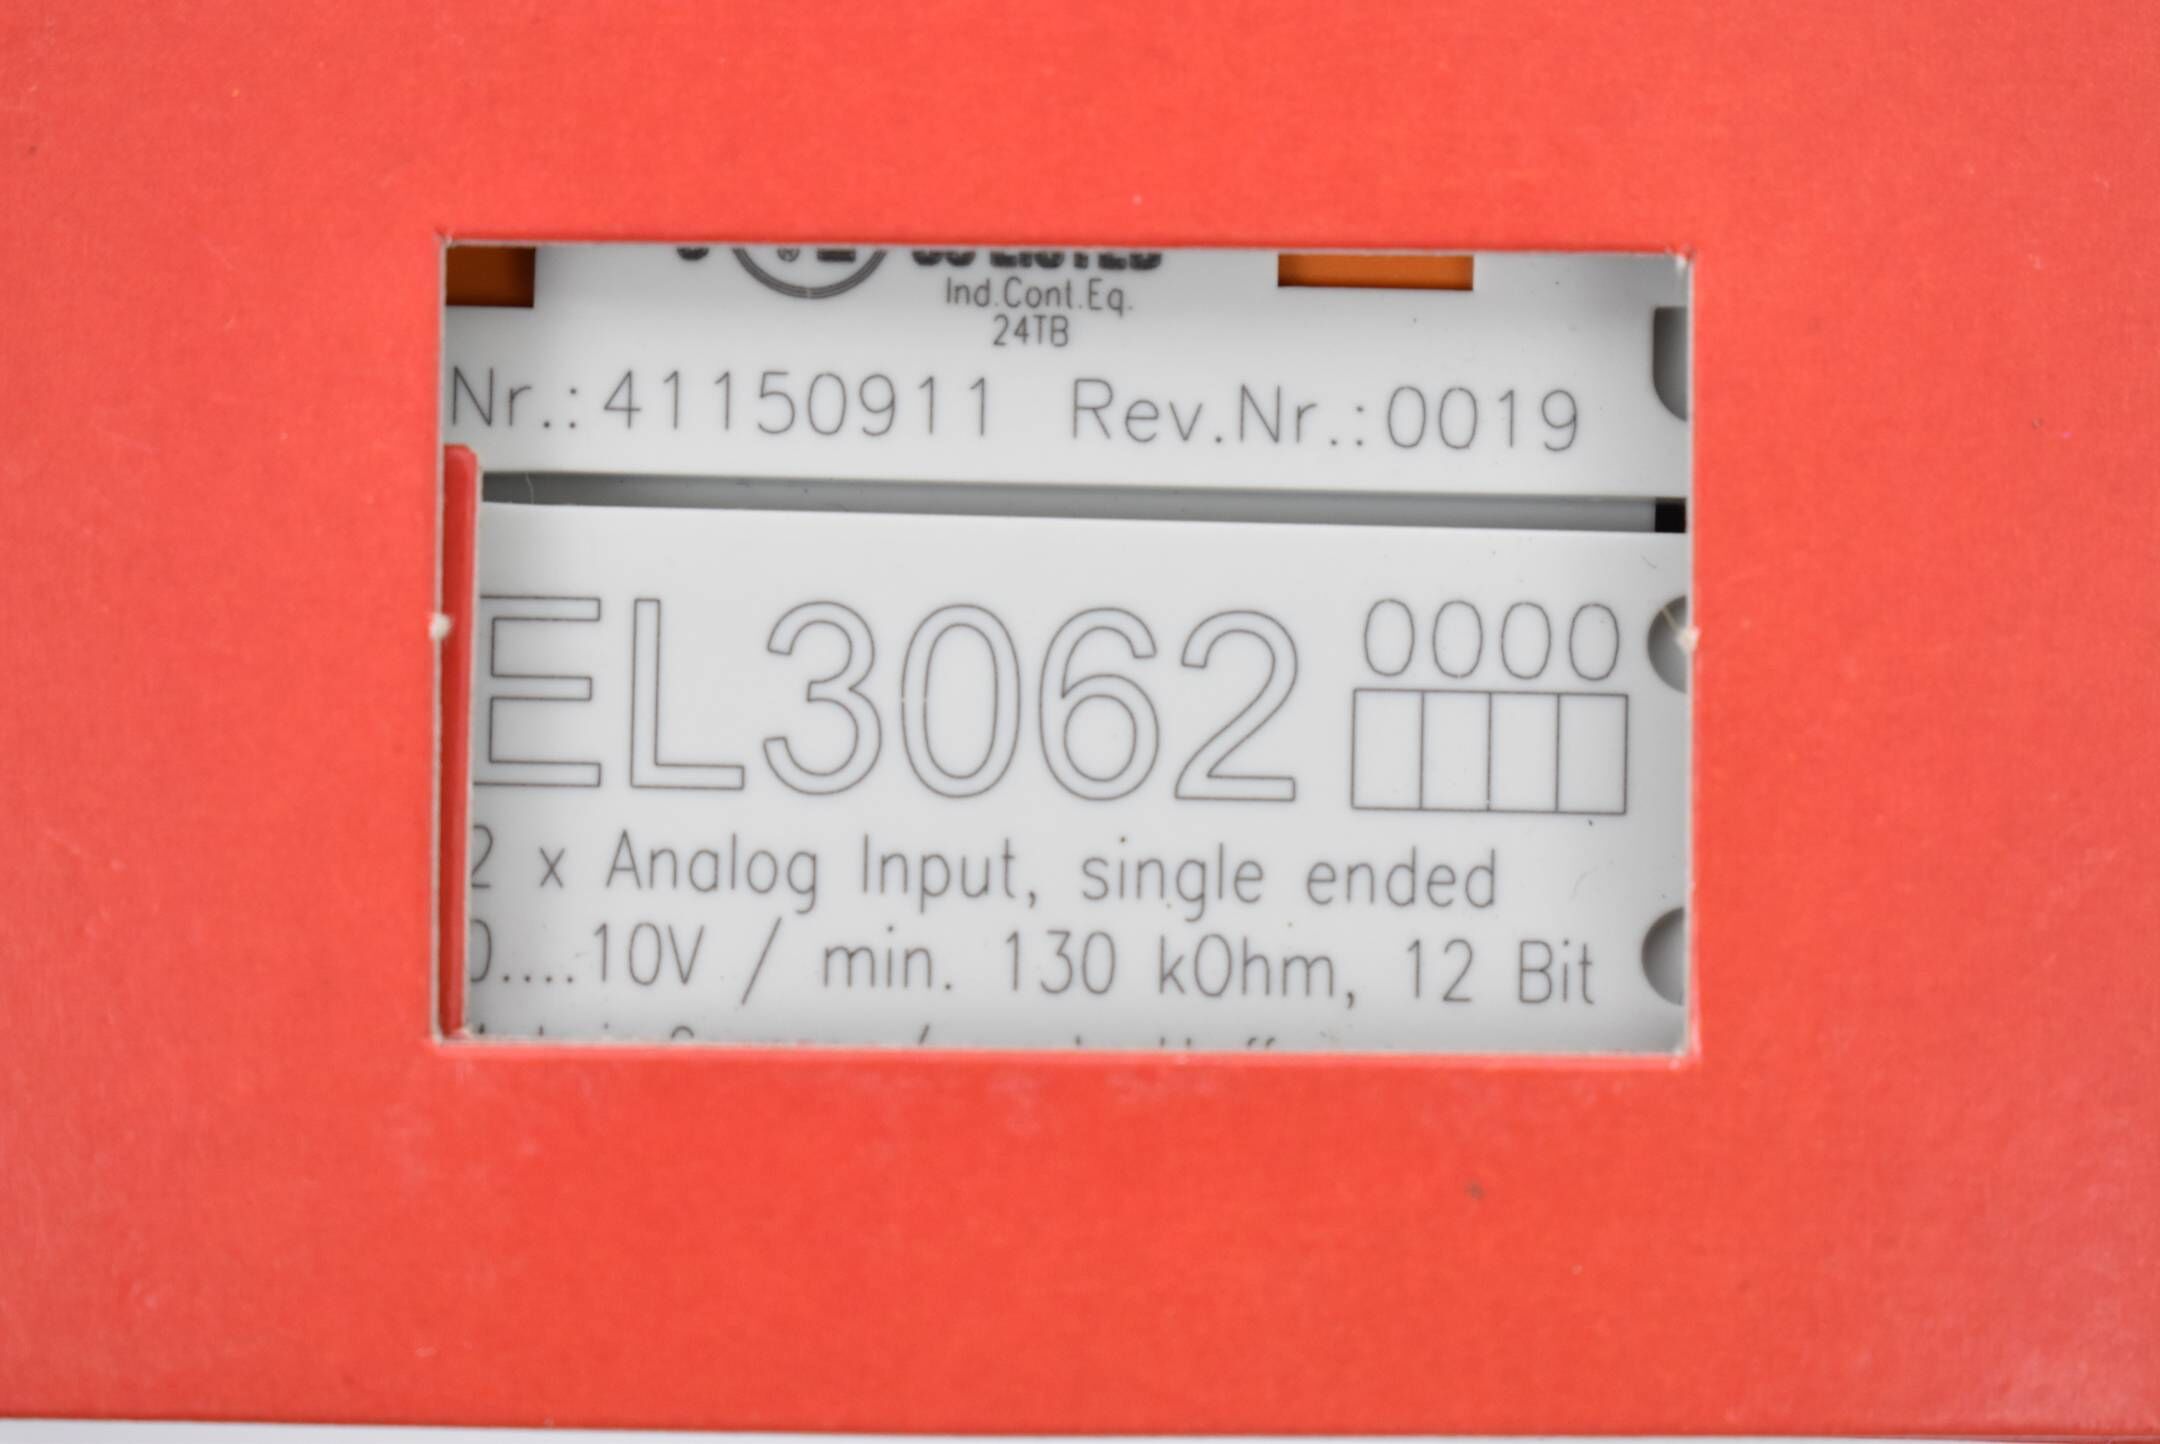 Ind.Cont.Eq.
24TB
Nr.:41150911 Rev.Nr.:0019
EL3062 0000
2 x Analog Input, single ended
0....10V / min. 130 kOhm, 12 Bit